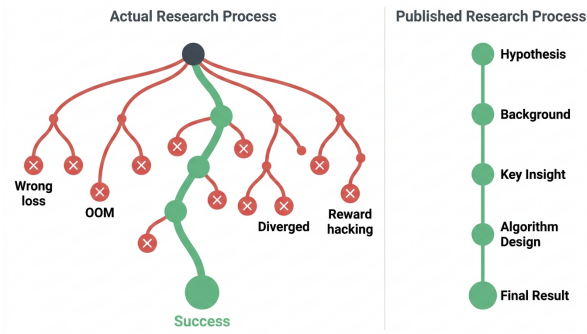 Actual Research Process
Published Research Process
Hypothesis
Background
Key Insight
Algorithm
Design
Final Result
Wrong
loss
OOM
Diverged
Reward
hacking
Success